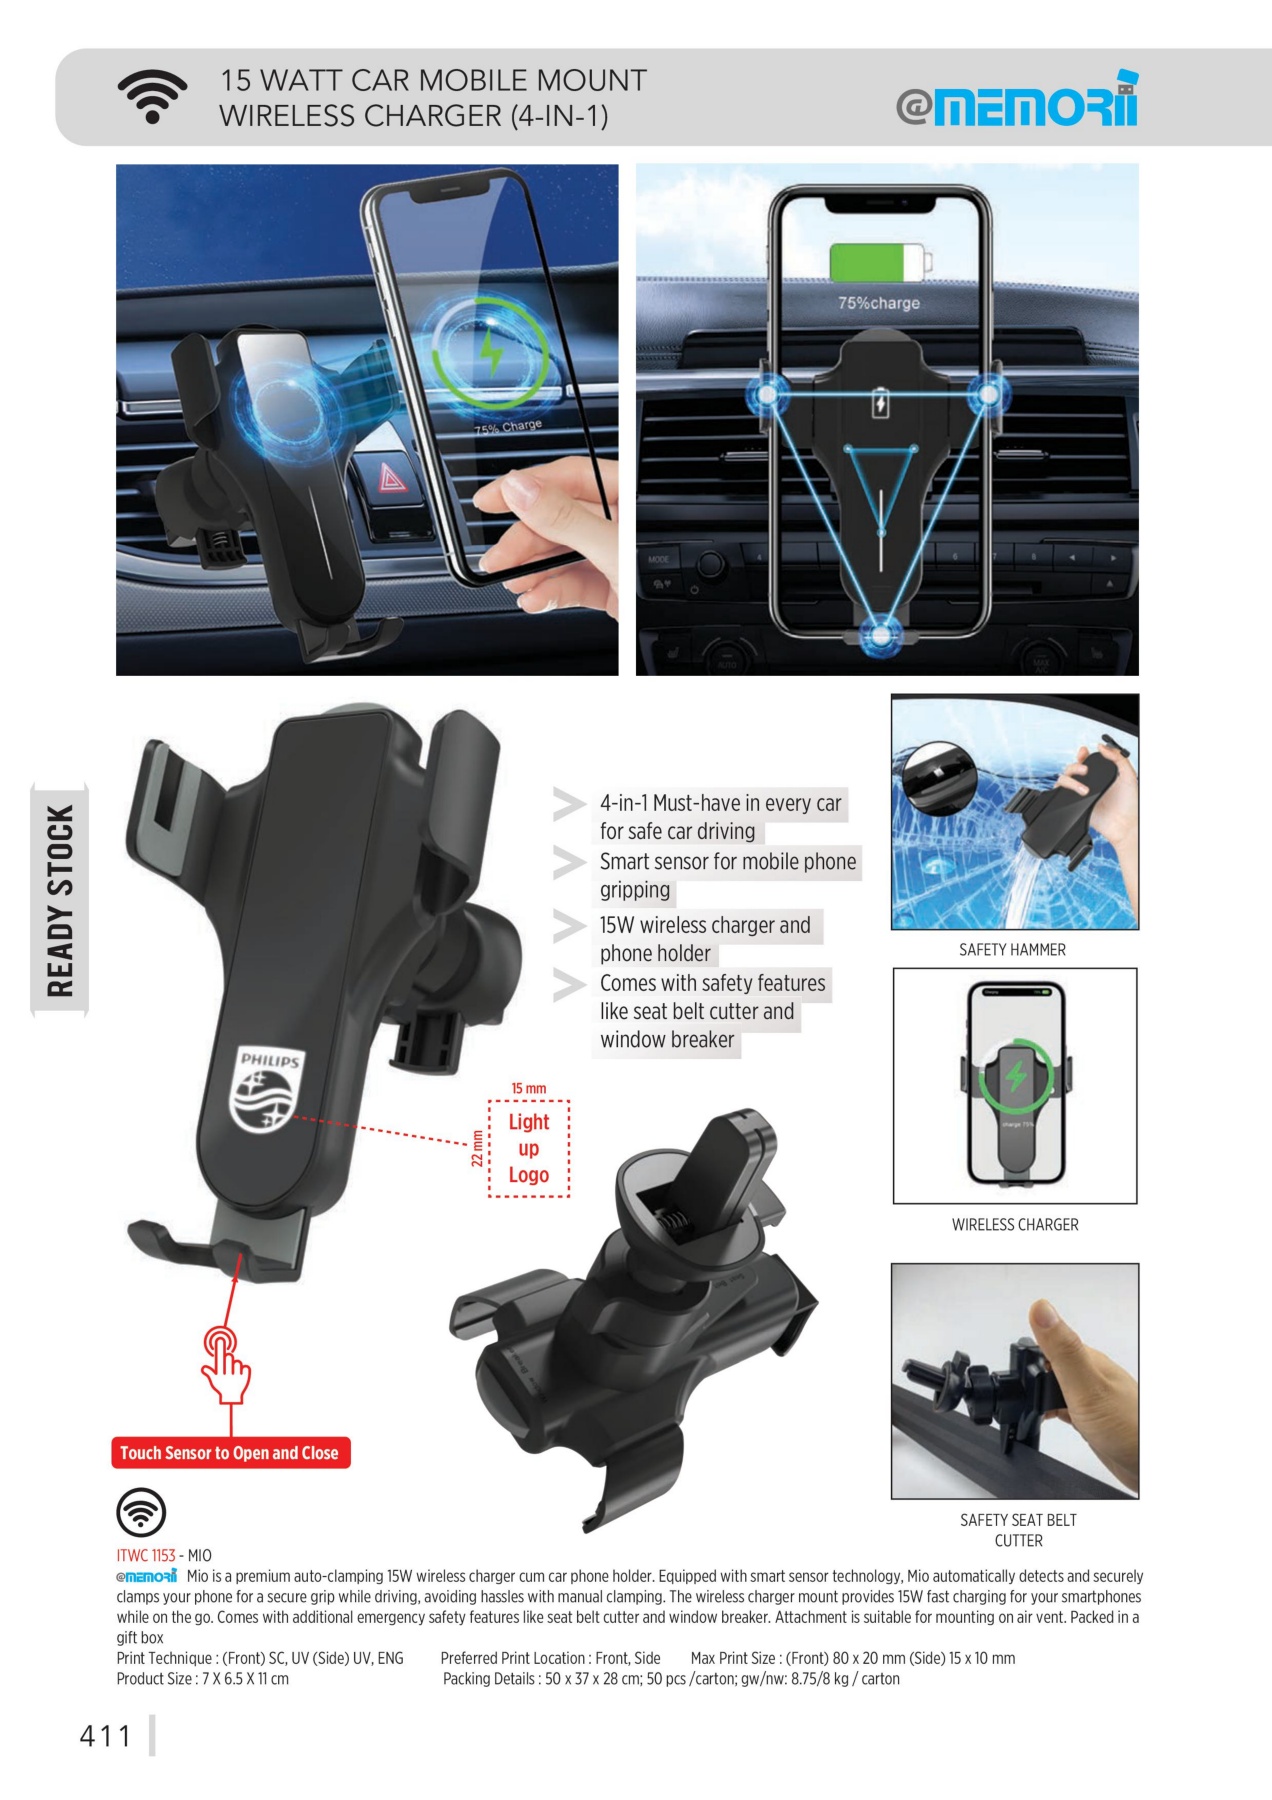 15 WATT CAR MOBILE MOUNT
WIRELESS CHARGER (4-IN-1)
@MEMORii
75% Charge
75%charge
MODE
4
6
7
8
AUTO
MAX
A/C
READY STOCK
4-in-1 Must-have in every car
for safe car driving
Smart sensor for mobile phone
gripping
15W wireless charger and
phone holder
Comes with safety features
like seat belt cutter and
window breaker
SAFETY HAMMER
PHILIPS
15 mm
22 mm
Light
up
Logo
charge 75%
WIRELESS CHARGER
Touch Sensor to Open and Close
SAFETY SEAT BELT
CUTTER
ITWC 1153 - MIO
@MEMORii Mio is a premium auto-clamping 15W wireless charger cum car phone holder. Equipped with smart sensor technology, Mio automatically detects and securely
clamps your phone for a secure grip while driving, avoiding hassles with manual clamping. The wireless charger mount provides 15W fast charging for your smartphones
while on the go. Comes with additional emergency safety features like seat belt cutter and window breaker. Attachment is suitable for mounting on air vent. Packed in a
gift box
Print Technique : (Front) SC, UV (Side) UV, ENG Preferred Print Location : Front, Side Max Print Size : (Front) 80 x 20 mm (Side) 15 x 10 mm
Product Size : 7 X 6.5 X 11 cm Packing Details : 50 x 37 x 28 cm; 50 pcs /carton; gw/nw: 8.75/8 kg / carton
411